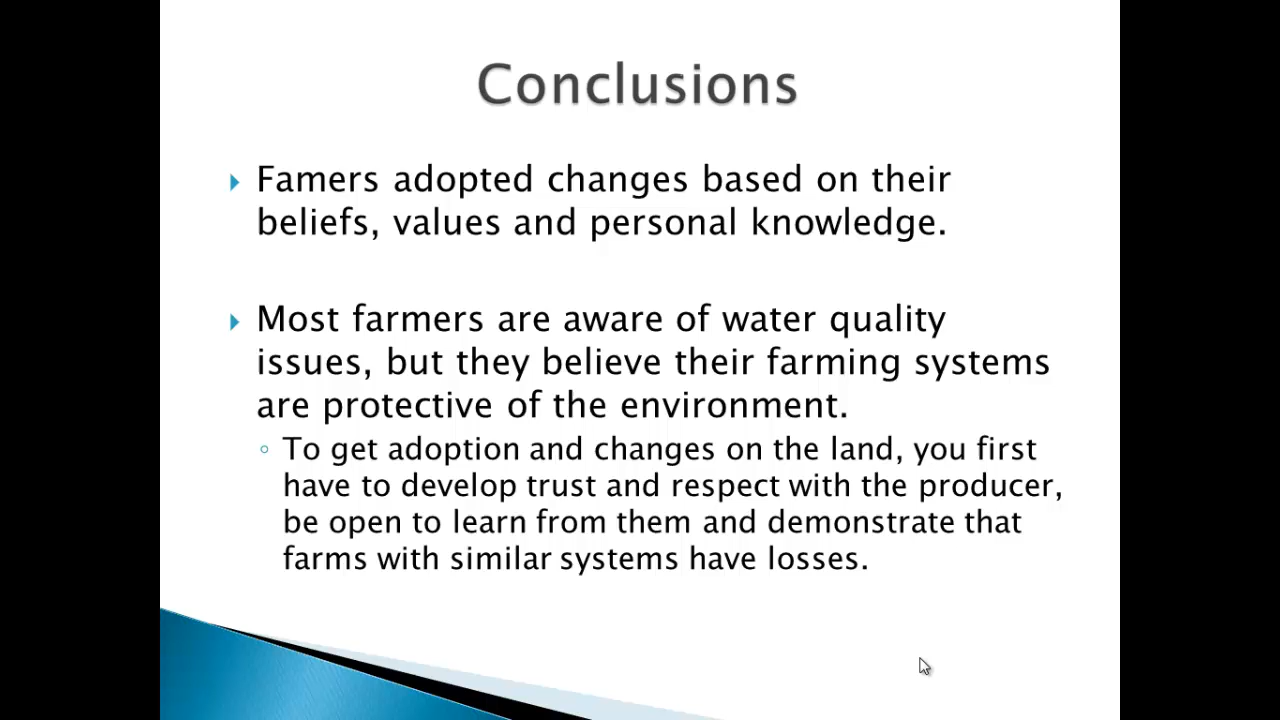 Conclusions
Famers adopted changes based on their
beliefs, values and personal knowledge.
Most farmers are aware of water quality
issues, but they believe their farming systems
are protective of the environment.
To get adoption and changes on the land, you first
have to develop trust and respect with the producer,
be open to learn from them and demonstrate that
farms with similar systems have losses.